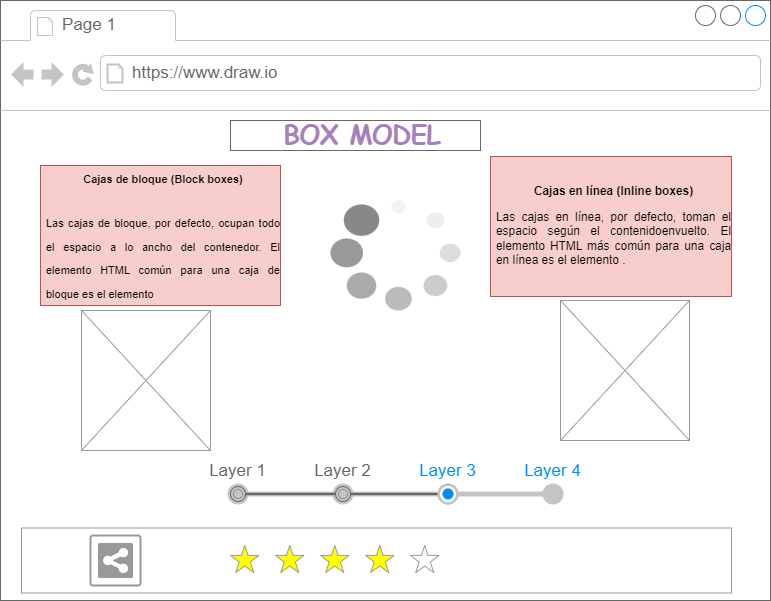 Page 1
https://www.draw.io
BOX MODEL
Cajas de bloque (Block boxes)
Las cajas de bloque, por defecto, ocupan todo
el espacio a lo ancho del contenedor. El
elemento HTML común para una caja de
bloque es el elemento
Cajas en línea (Inline boxes)
Las cajas en línea, por defecto, toman el
espacio según el contenidoenvuelto. El
elemento HTML más común para una caja
en línea es el elemento .
Layer 1
Layer 2
Layer 3
Layer 4